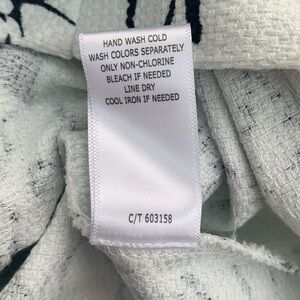 HAND WASH COLD
WASH COLORS SEPARATELY
ONLY NON-CHLORINE
BLEACH IF NEEDED
LINE DRY
COOL IRON IF NEEDED
C/T 603158